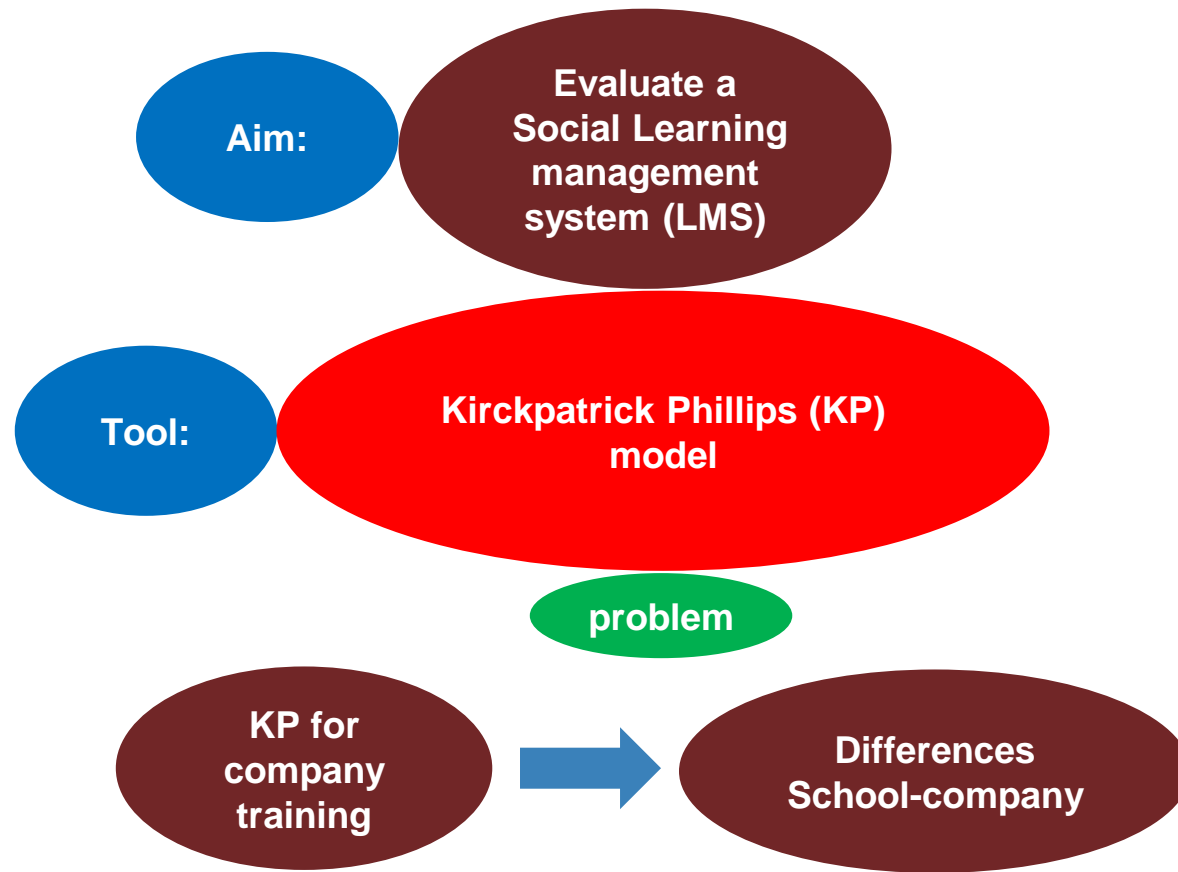 Aim:
Evaluate a
Social Learning
management
system (LMS)
Tool:
Kirckpatrick Phillips (KP)
model
problem
KP for
company
training
Differences
School-company